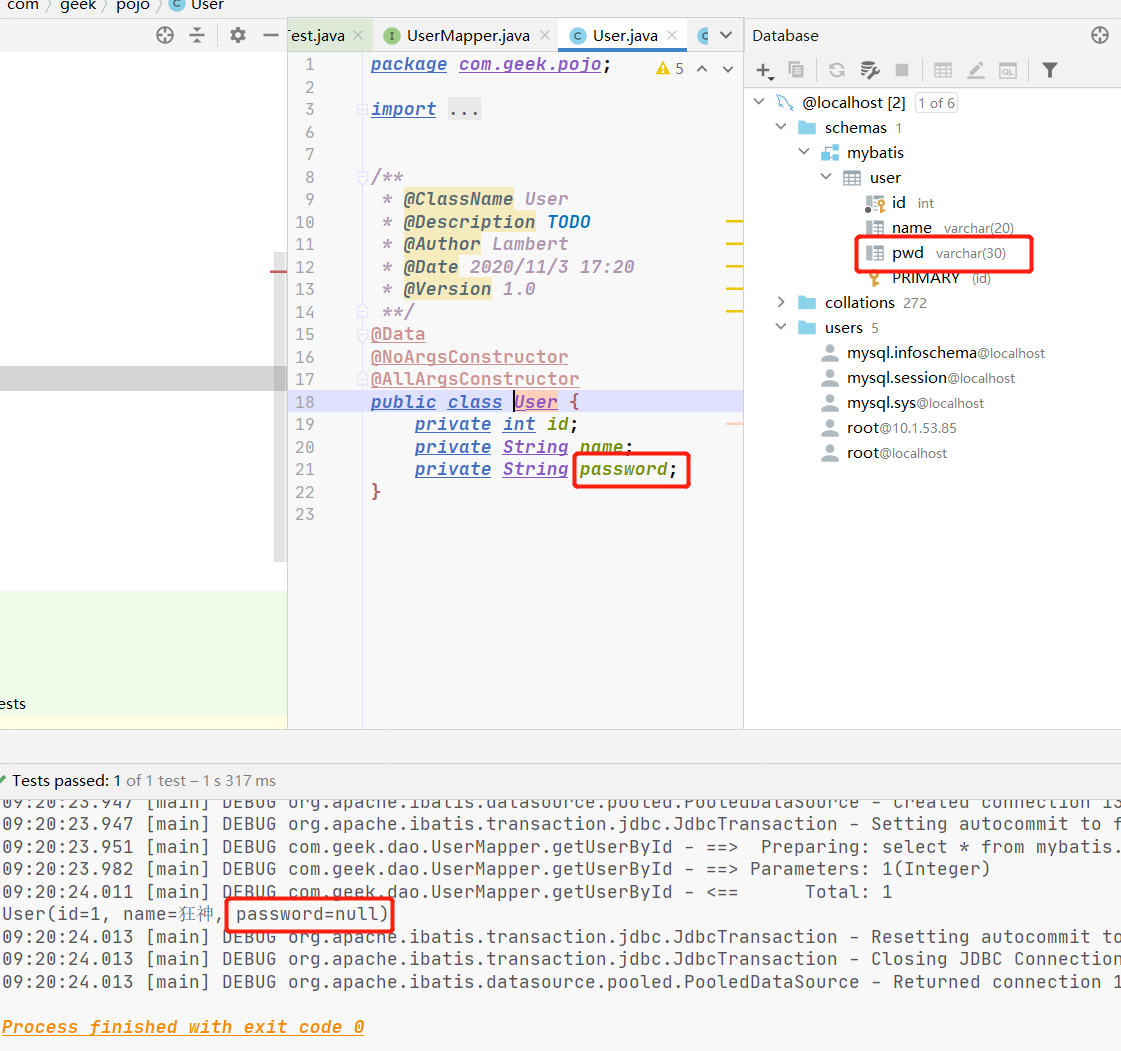 com 〉 geek 〉 pojo 〉 C User
Test.java × I UserMapper.java × C User.java × C
Database
1 package com.geek.pojo; 5
2
3 import ...
6
7
8 /**
9 * @ClassName User
10 * @Description TODO
11 * @Author Lambert
12 * @Date 2020/11/3 17:20
13 * @Version 1.0
14 **/
15 @Data
16 @NoArgsConstructor
17 @AllArgsConstructor
18 public class User {
19 private int id;
20 private String name;
21 private String password;
22 }
23
QL
@localhost [2] 1 of 6
schemas 1
mybatis
user
id int
name varchar(20)
pwd varchar(30)
PRIMARY (id)
collations 272
users 5
mysql.infoschema@localhost
mysql.session@localhost
mysql.sys@localhost
root@10.1.53.85
root@localhost
ests
Tests passed: 1 of 1 test – 1 s 317 ms
09:20:23.947 [main] DEBUG org.apache.ibatis.datasource.pooled.PooledDataSource - Created connection 13
09:20:23.947 [main] DEBUG org.apache.ibatis.transaction.jdbc.JdbcTransaction - Setting autocommit to f
09:20:23.951 [main] DEBUG com.geek.dao.UserMapper.getUserById - ==>  Preparing: select * from mybatis.
09:20:23.982 [main] DEBUG com.geek.dao.UserMapper.getUserById - ==> Parameters: 1(Integer)
09:20:24.011 [main] DEBUG com.geek.dao.UserMapper.getUserById - <==      Total: 1
User(id=1, name=狂神, password=null)
09:20:24.013 [main] DEBUG org.apache.ibatis.transaction.jdbc.JdbcTransaction - Resetting autocommit to
09:20:24.013 [main] DEBUG org.apache.ibatis.transaction.jdbc.JdbcTransaction - Closing JDBC Connection
09:20:24.013 [main] DEBUG org.apache.ibatis.datasource.pooled.PooledDataSource - Returned connection 1
Process finished with exit code 0